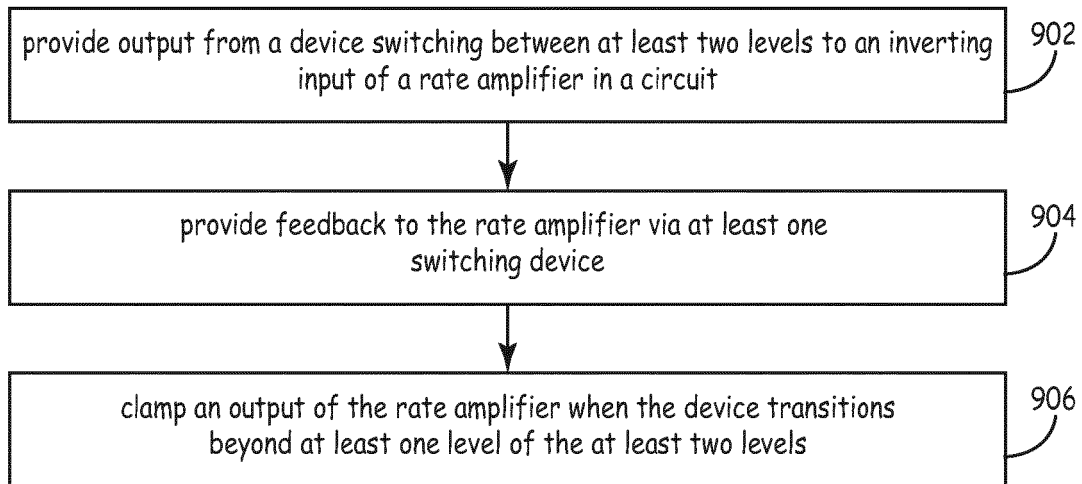 provide output from a device switching between at least two levels to an inverting
input of a rate amplifier in a circuit
902
provide feedback to the rate amplifier via at least one
switching device
904
clamp an output of the rate amplifier when the device transitions
beyond at least one level of the at least two levels
906